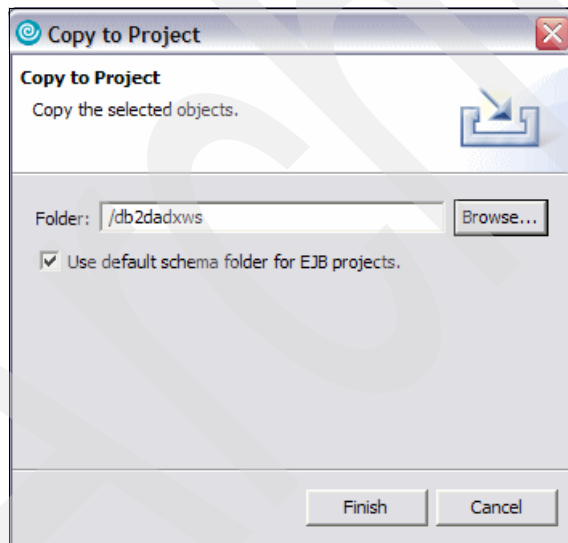 Copy to Project
Copy to Project
Copy the selected objects.
Folder: /db2dadxws Browse...
Use default schema folder for EJB projects.
Finish Cancel